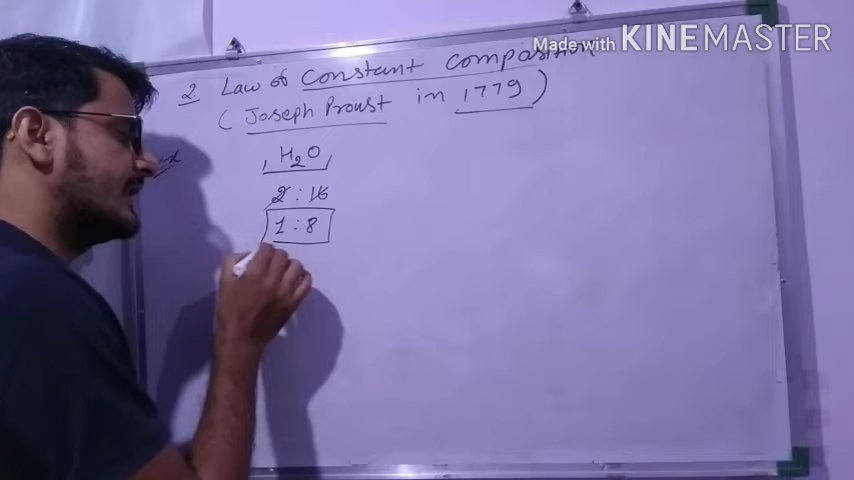 Made with KINEMASTER
2. Law of Constant composition
(Joseph Proust in 1779)
H₂O
2 : 16
1 : 8